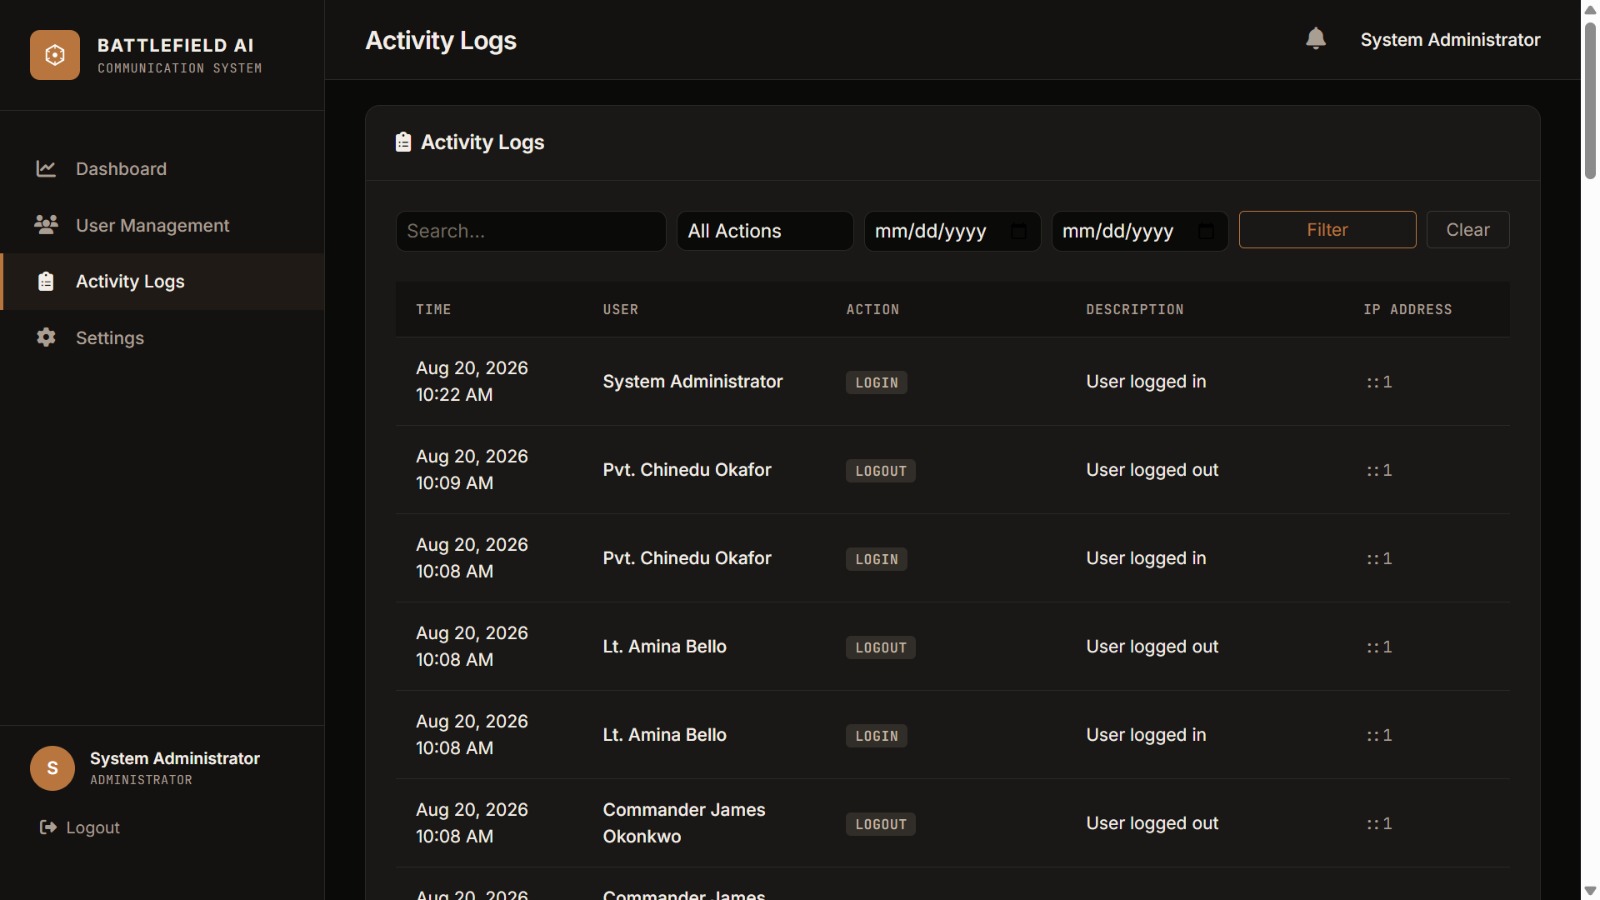 BATTLEFIELD AI
COMMUNICATION SYSTEM
Dashboard
User Management
Activity Logs
Settings
S
System Administrator
ADMINISTRATOR
Logout
Activity Logs
System Administrator
Activity Logs
Search...
All Actions
mm/dd/yyyy
mm/dd/yyyy
Filter
Clear
TIME USER ACTION DESCRIPTION IP ADDRESS
Aug 20, 2026
10:22 AM
System Administrator
LOGIN
User logged in
::1
Aug 20, 2026
10:09 AM
Pvt. Chinedu Okafor
LOGOUT
User logged out
::1
Aug 20, 2026
10:08 AM
Pvt. Chinedu Okafor
LOGIN
User logged in
::1
Aug 20, 2026
10:08 AM
Lt. Amina Bello
LOGOUT
User logged out
::1
Aug 20, 2026
10:08 AM
Lt. Amina Bello
LOGIN
User logged in
::1
Aug 20, 2026
10:08 AM
Commander James
Okonkwo
LOGOUT
User logged out
::1
Aug 20, 2026
Commander James